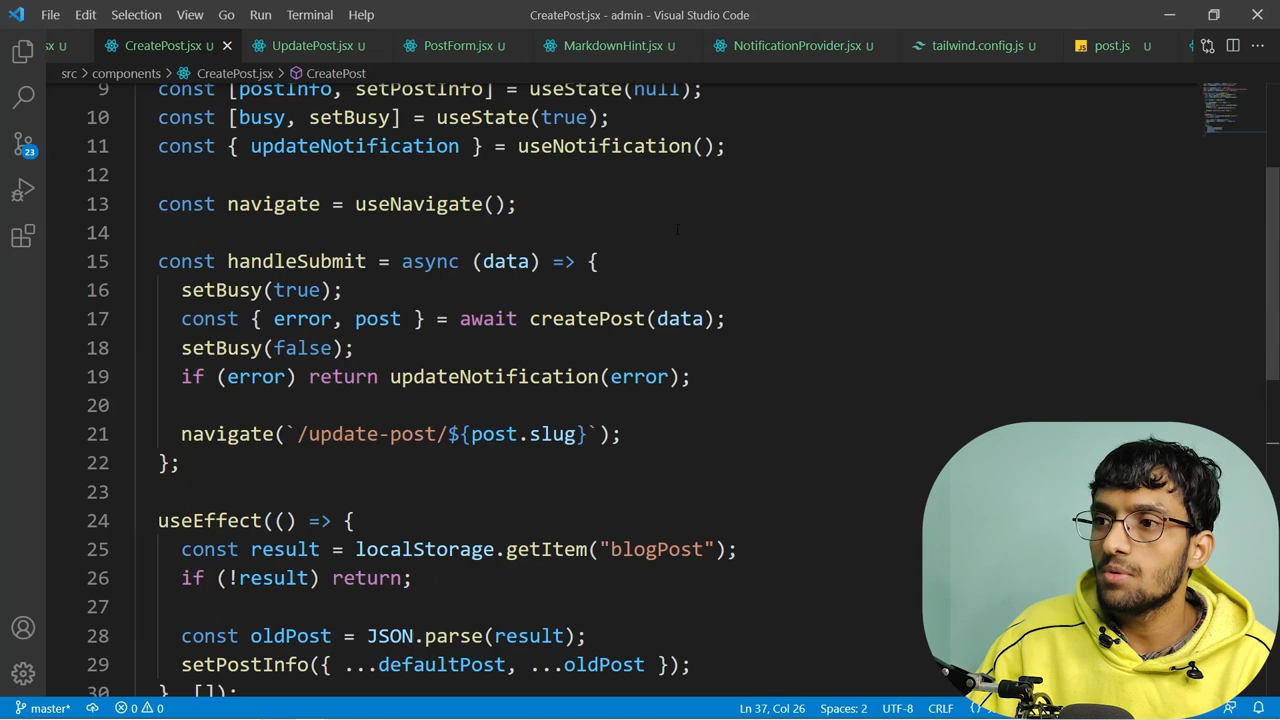 File Edit Selection View Go Run Terminal Help CreatePost.jsx - admin - Visual Studio Code
sx U CreatePost.jsx U UpdatePost.jsx U PostForm.jsx U MarkdownHint.jsx U NotificationProvider.jsx U tailwind.config.js U JS post.js U
src > components > CreatePost.jsx > CreatePost
9 const [postInfo, setPostInfo] = useState(null);
10 const [busy, setBusy] = useState(true);
11 const { updateNotification } = useNotification();
12
13 const navigate = useNavigate();
14
15 const handleSubmit = async (data) => {
16 setBusy(true);
17 const { error, post } = await createPost(data);
18 setBusy(false);
19 if (error) return updateNotification(error);
20
21 navigate(`/update-post/${post.slug}`);
22 };
23
24 useEffect(() => {
25 const result = localStorage.getItem("blogPost");
26 if (!result) return;
27
28 const oldPost = JSON.parse(result);
29 setPostInfo({ ...defaultPost, ...oldPost });
30 }, []);
23
master* 0 0 Ln 37, Col 26 Spaces: 2 UTF-8 CRLF {}